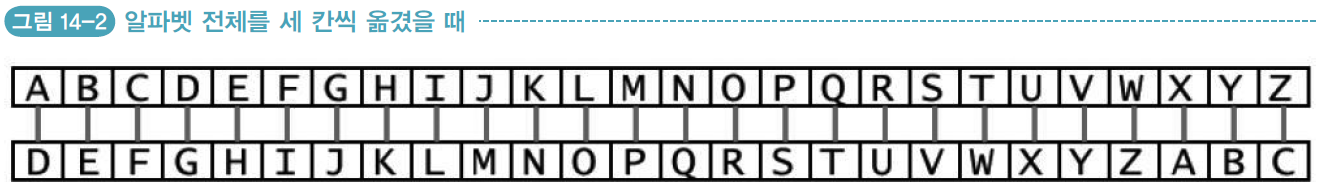 그림 14-2 알파벳 전체를 세 칸씩 옮겼을 때
A B C D E F G H I J K L M N O P Q R S T U V W X Y Z
D E F G H I J K L M N O P Q R S T U V W X Y Z A B C